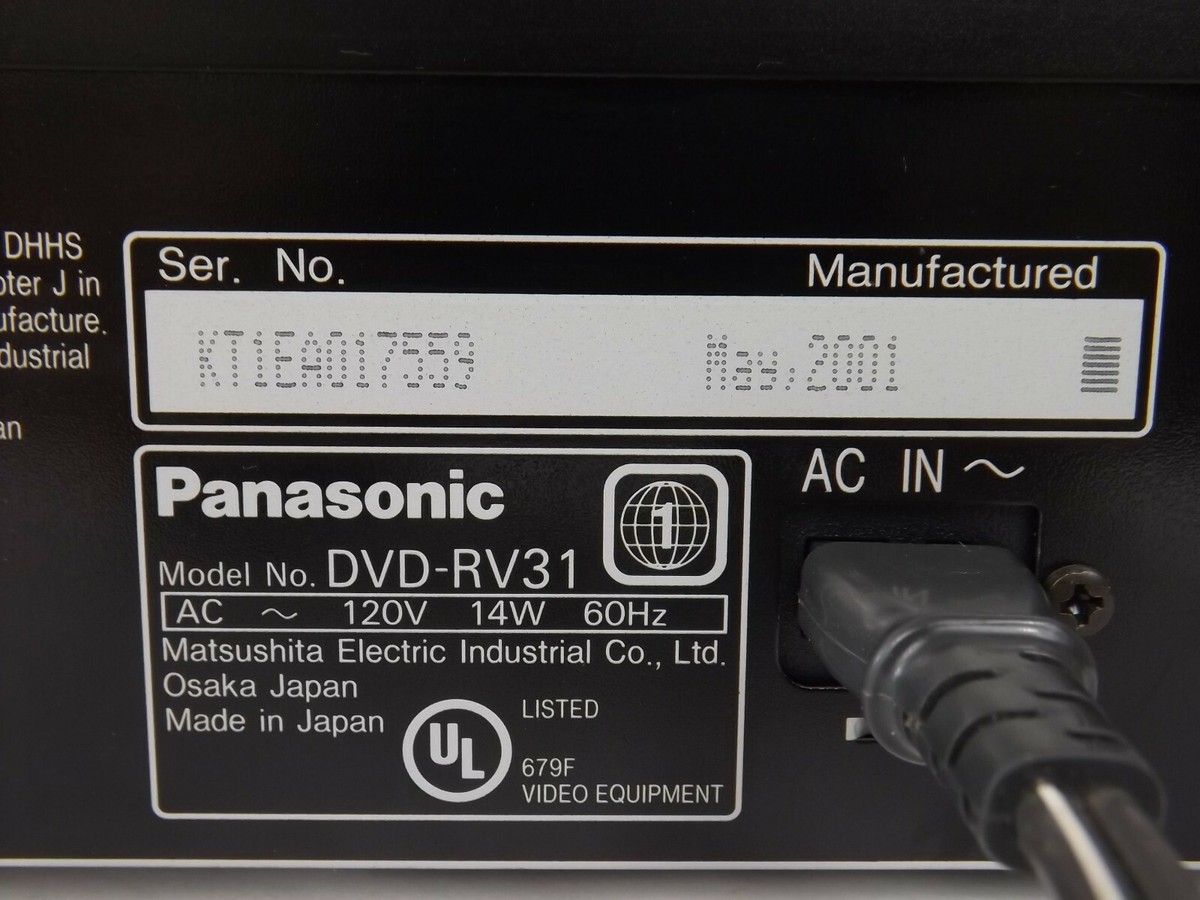 DHHS
pter J in
ufacture.
dustrial
an
Ser. No. Manufactured
KT1EA017559 May.2001
Panasonic
1
Model No. DVD-RV31
AC ~ 120V 14W 60Hz
Matsushita Electric Industrial Co., Ltd.
Osaka Japan
Made in Japan
UL
LISTED
679F
VIDEO EQUIPMENT
AC IN ~